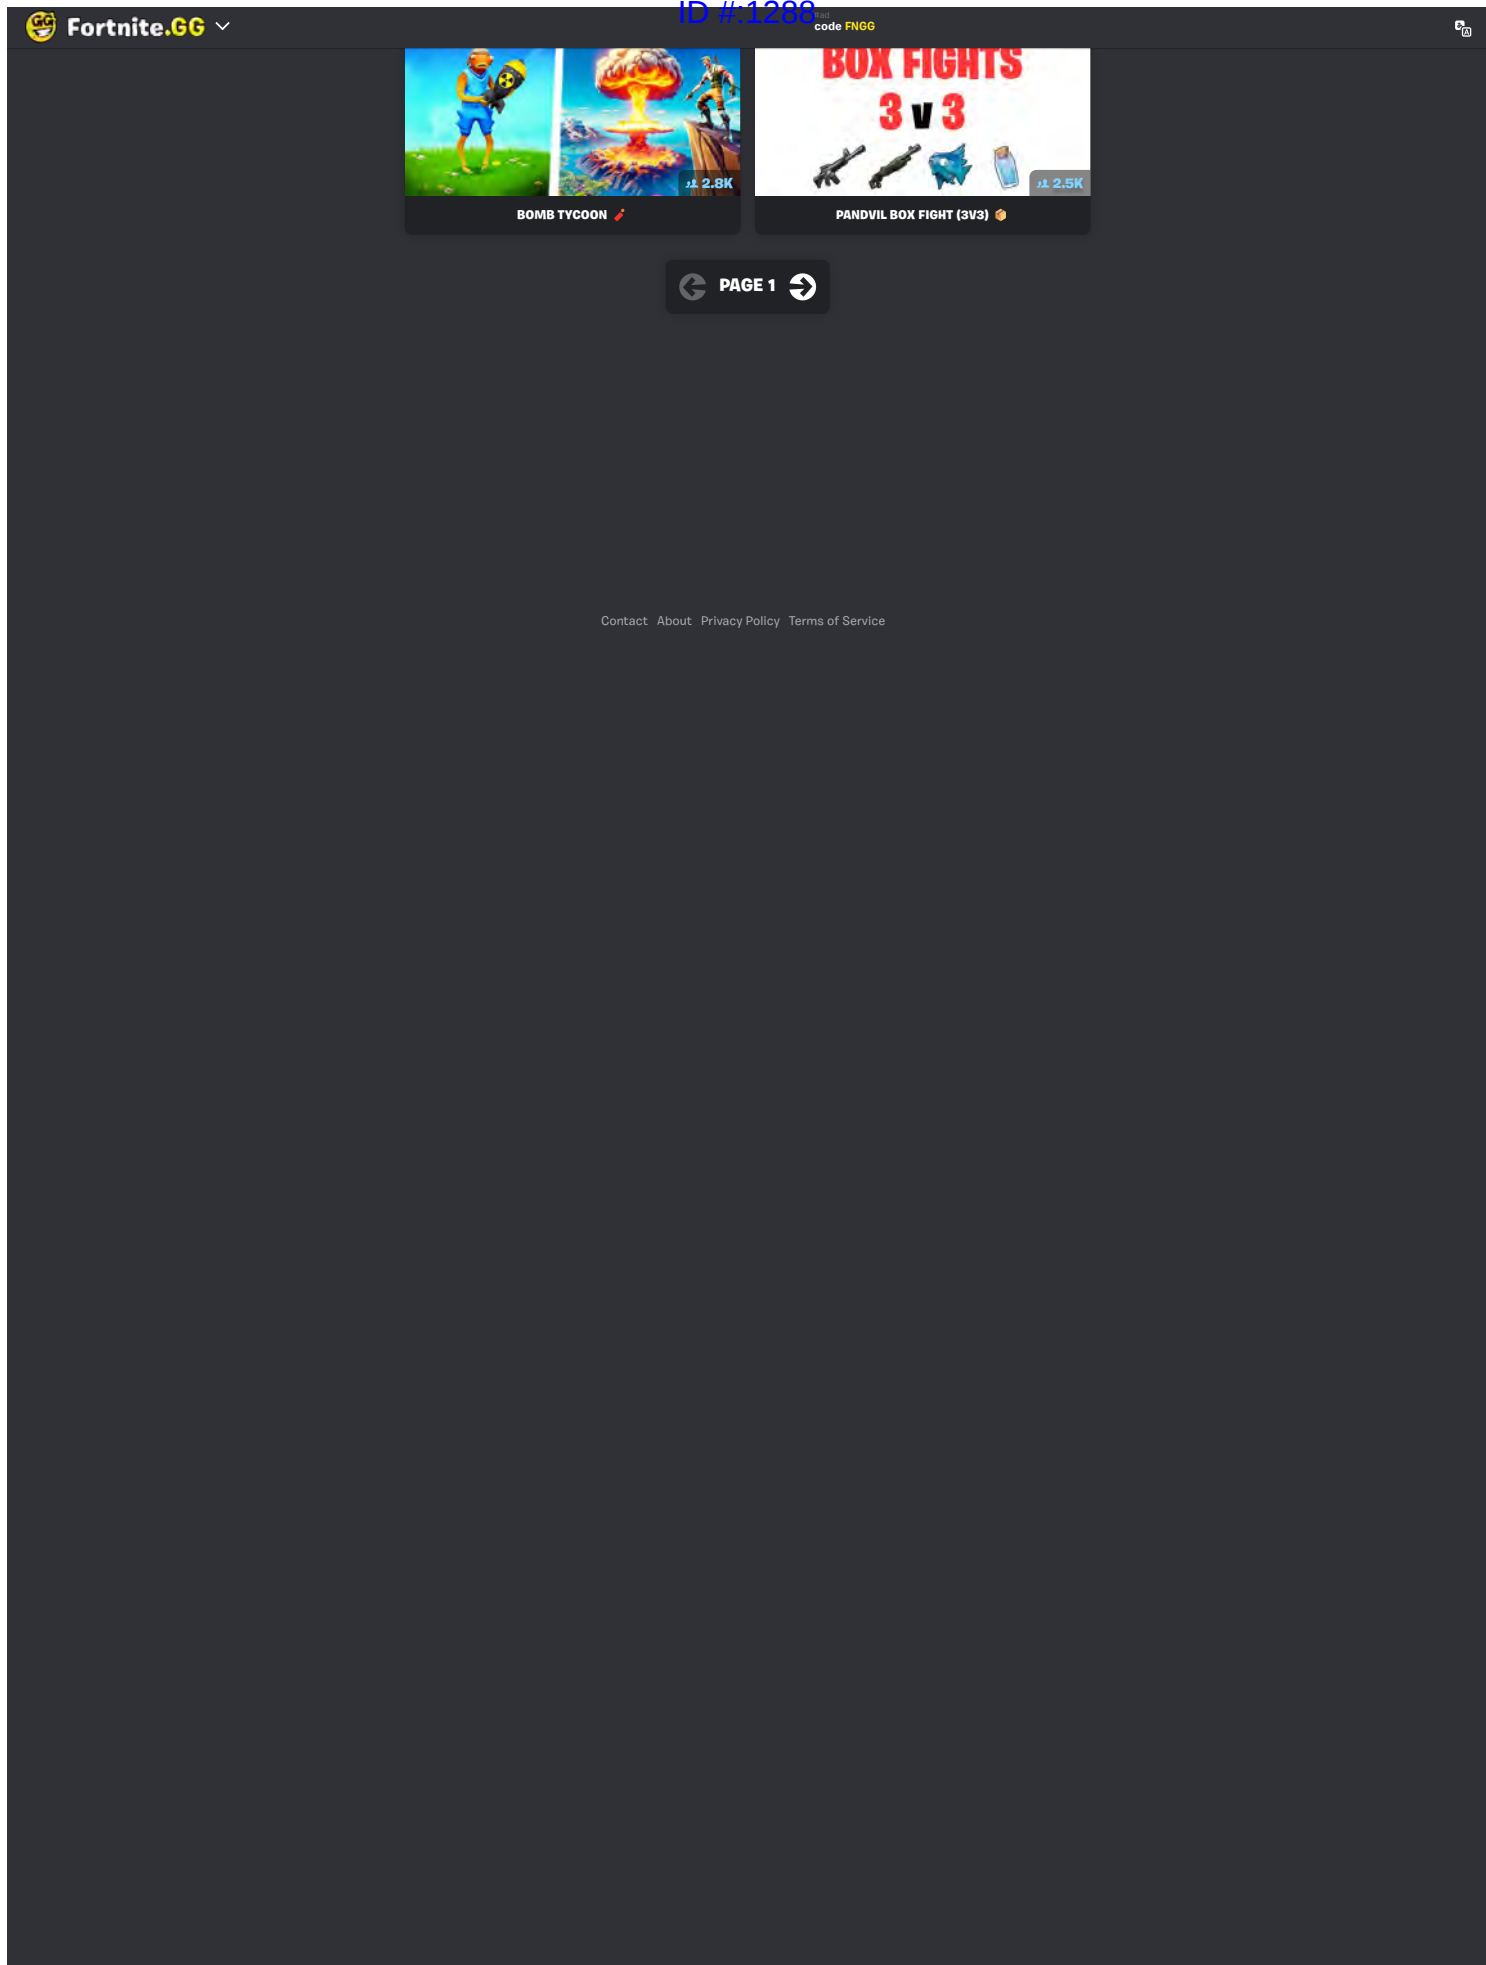 ID #:1288
Fortnite.GG
code FNGG
BOX FIGHTS
3 v 3
2.8K
2.5K
BOMB TYCOON
PANDVIL BOX FIGHT (3V3)
PAGE 1
Contact About Privacy Policy Terms of Service